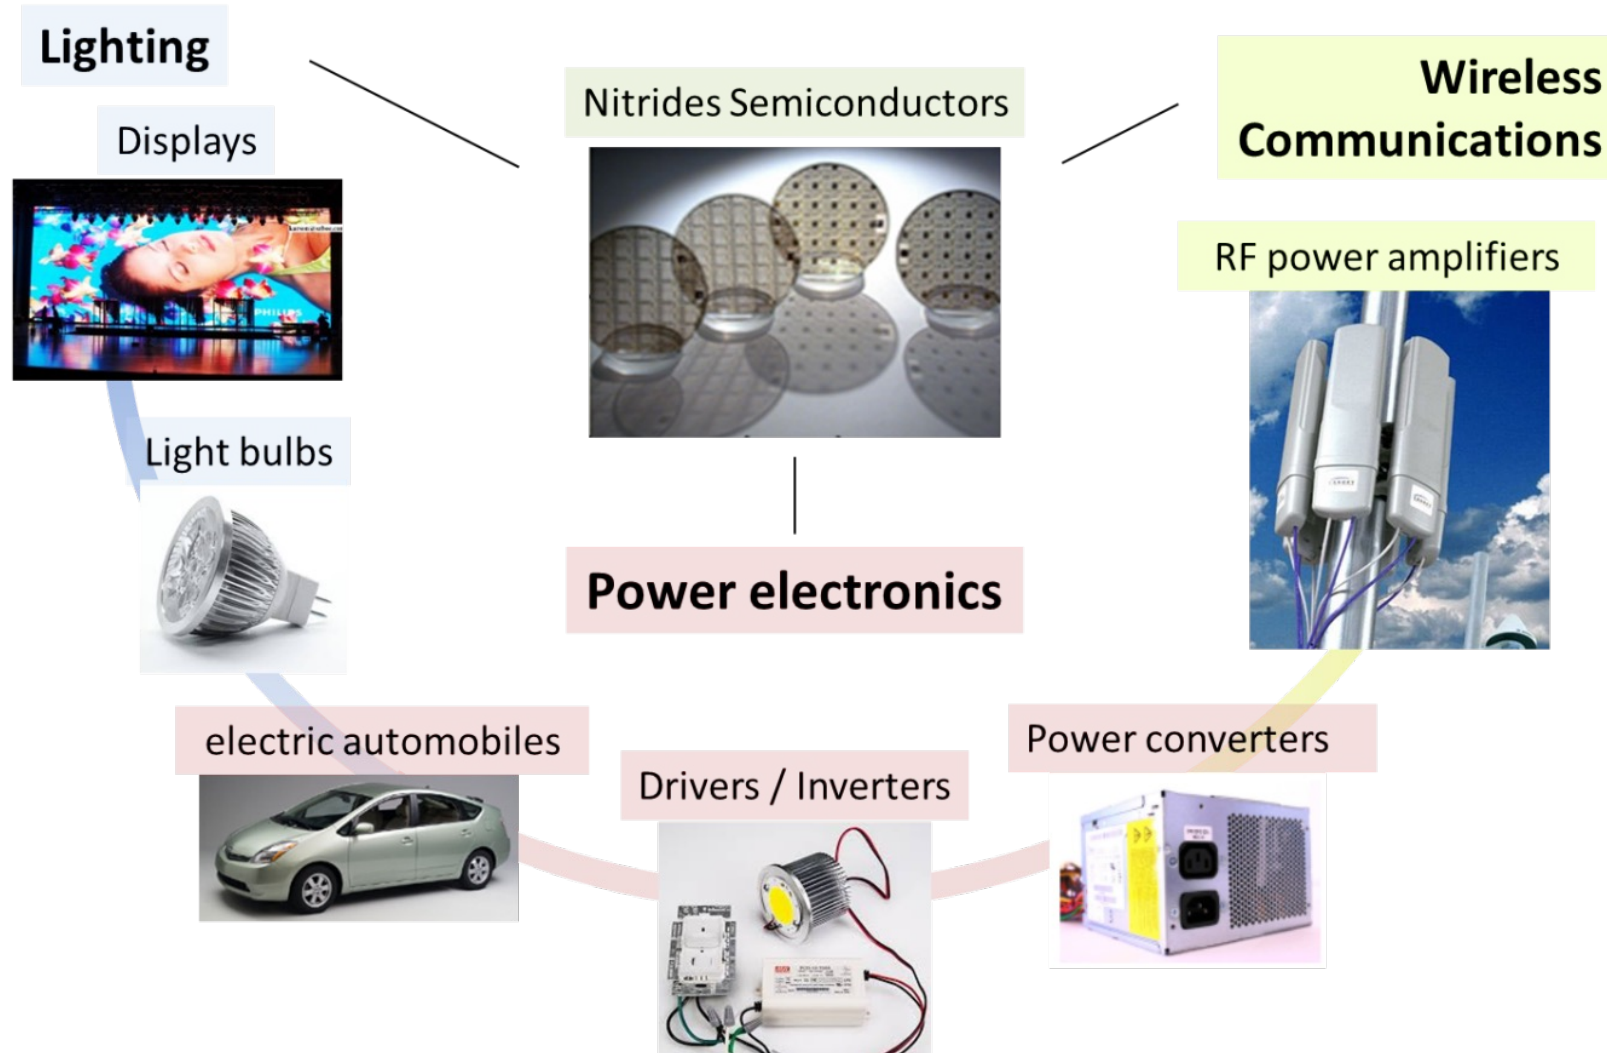 Lighting
Displays
PHILIPS
Light bulbs
Nitrides Semiconductors
Power electronics
Wireless
Communications
RF power amplifiers
electric automobiles
Drivers / Inverters
Power converters